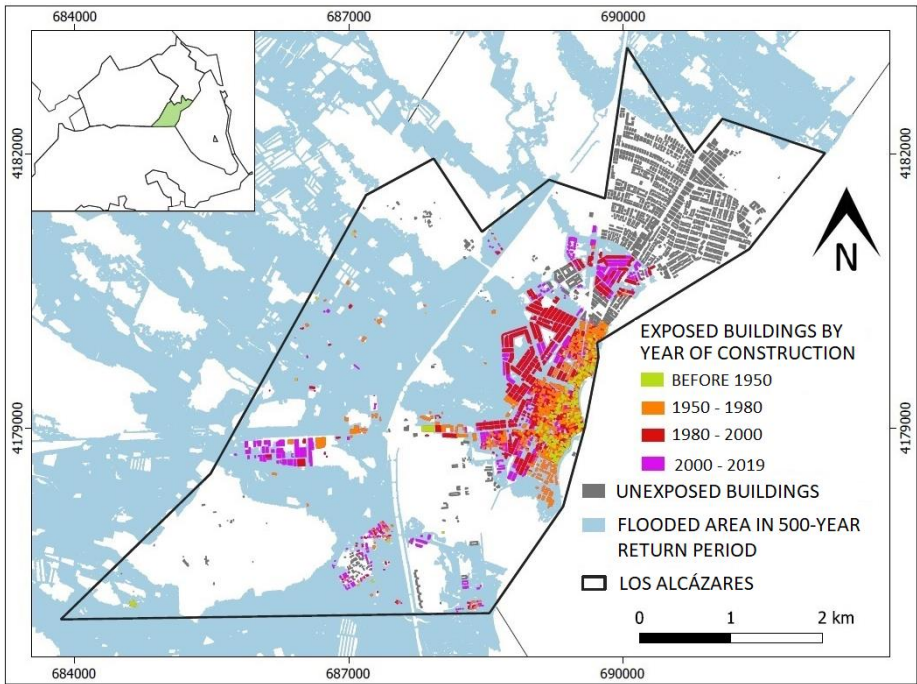 684000 687000 690000
4182000 4182000
N
EXPOSED BUILDINGS BY
YEAR OF CONSTRUCTION
BEFORE 1950
1950 - 1980
1980 - 2000
4179000 4179000
2000 - 2019
UNEXPOSED BUILDINGS
FLOODED AREA IN 500-YEAR
RETURN PERIOD
LOS ALCÁZARES
0 1 2 km
684000 687000 690000